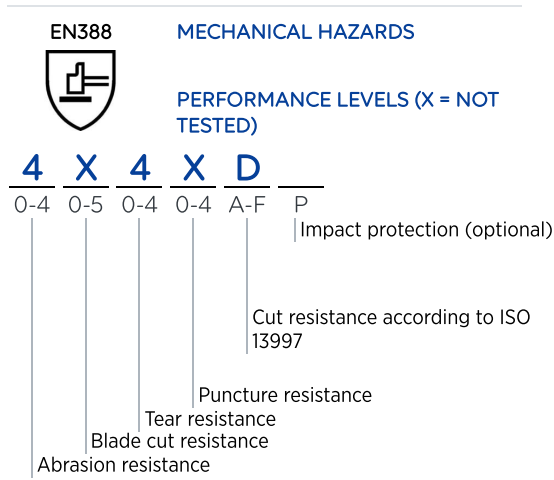 EN388
MECHANICAL HAZARDS
PERFORMANCE LEVELS (X = NOT
TESTED)
4 X 4 X D
0-4 0-5 0-4 0-4 A-F P
Impact protection (optional)
Cut resistance according to ISO
13997
Puncture resistance
Tear resistance
Blade cut resistance
Abrasion resistance